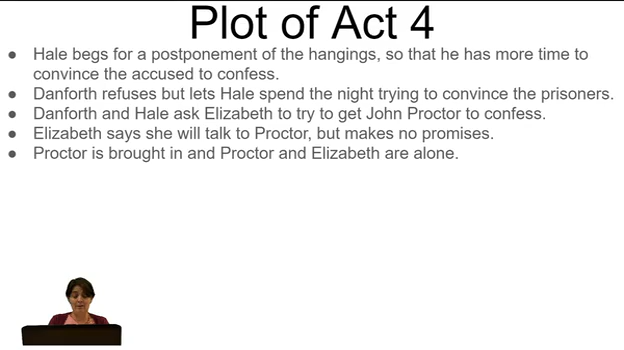 Plot of Act 4
● Hale begs for a postponement of the hangings, so that he has more time to
convince the accused to confess.
● Danforth refuses but lets Hale spend the night trying to convince the prisoners.
● Danforth and Hale ask Elizabeth to try to get John Proctor to confess.
● Elizabeth says she will talk to Proctor, but makes no promises.
● Proctor is brought in and Proctor and Elizabeth are alone.